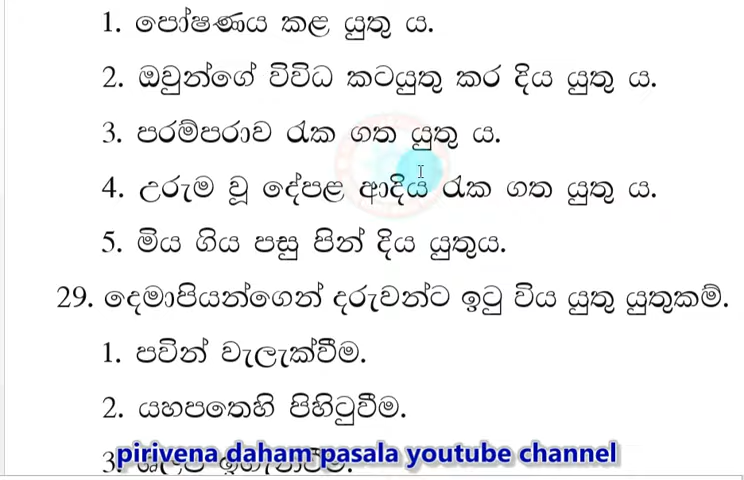 1. පෝෂණය කළ යුතු ය.
2. ඔවුන්ගේ විවිධ කටයුතු කර දිය යුතු ය.
3. පරම්පරාව රැක ගත යුතු ය.
4. උරුම වූ දේපළ ආදිය රැක ගත යුතු ය.
5. මිය ගිය පසු පින් දිය යුතුය.
29. දෙමාපියන්ගෙන් දරුවන්ට ඉටු විය යුතු යුතුකම්.
1. පවින් වැලැක්වීම.
2. යහපතෙහි පිහිටුවීම.
3.
pirivena daham pasala youtube channel